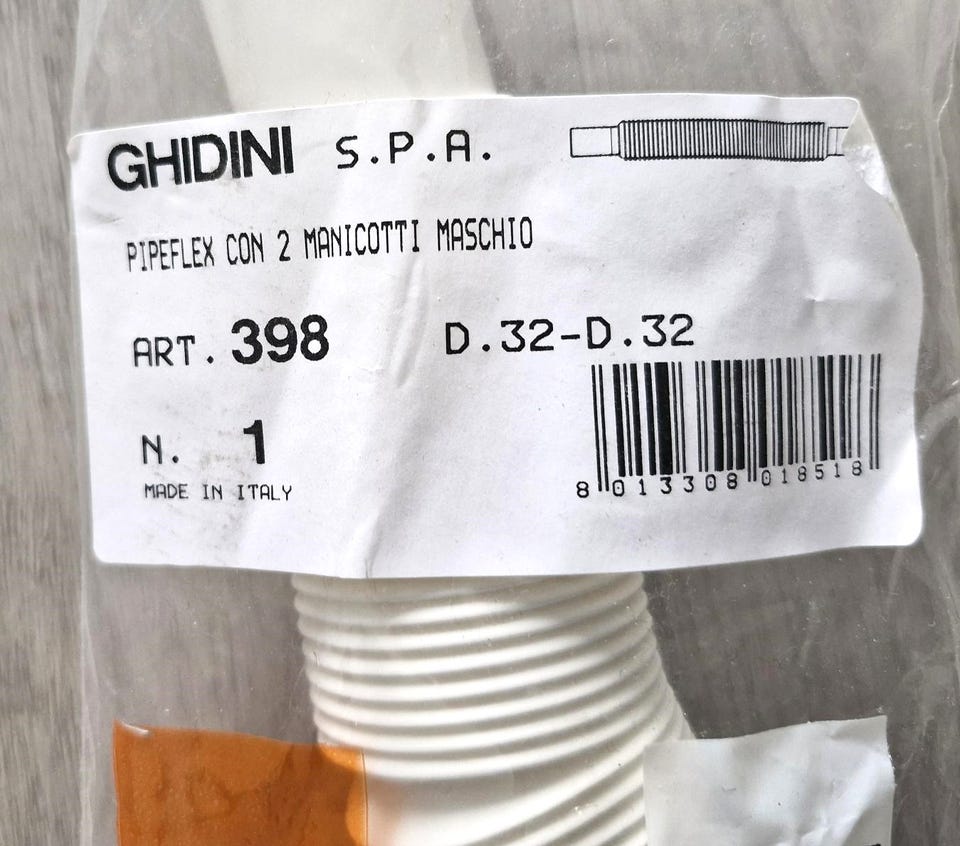 GHIDINI S.P.A.
PIPEFLEX CON 2 MANICOTTI MASCHIO
ART. 398 D.32-D.32
N. 1
MADE IN ITALY
8 013308 018518